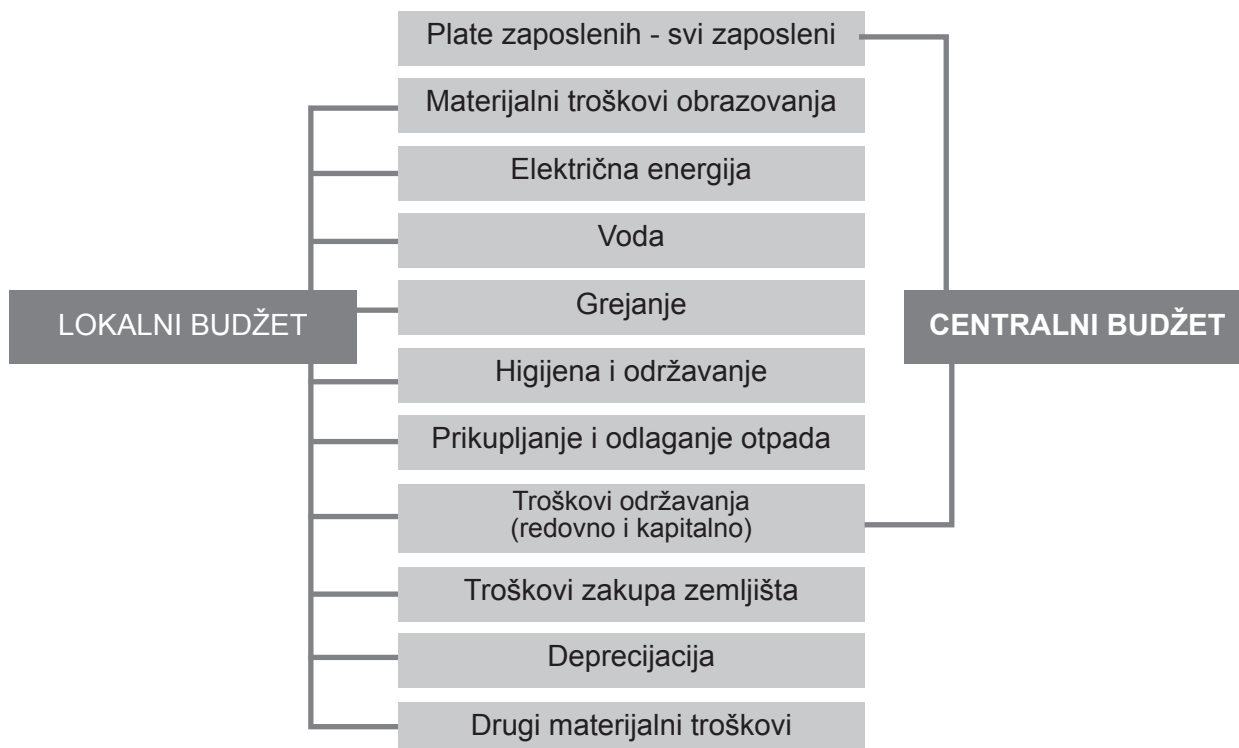 Plate zaposlenih - svi zaposleni
Materijalni troškovi obrazovanja
Električna energija
Voda
Grejanje
Higijena i održavanje
Prikupljanje i odlaganje otpada
Troškovi održavanja
(redovno i kapitalno)
Troškovi zakupa zemljišta
Deprecijacija
Drugi materijalni troškovi
LOKALNI BUDŽET
CENTRALNI BUDŽET